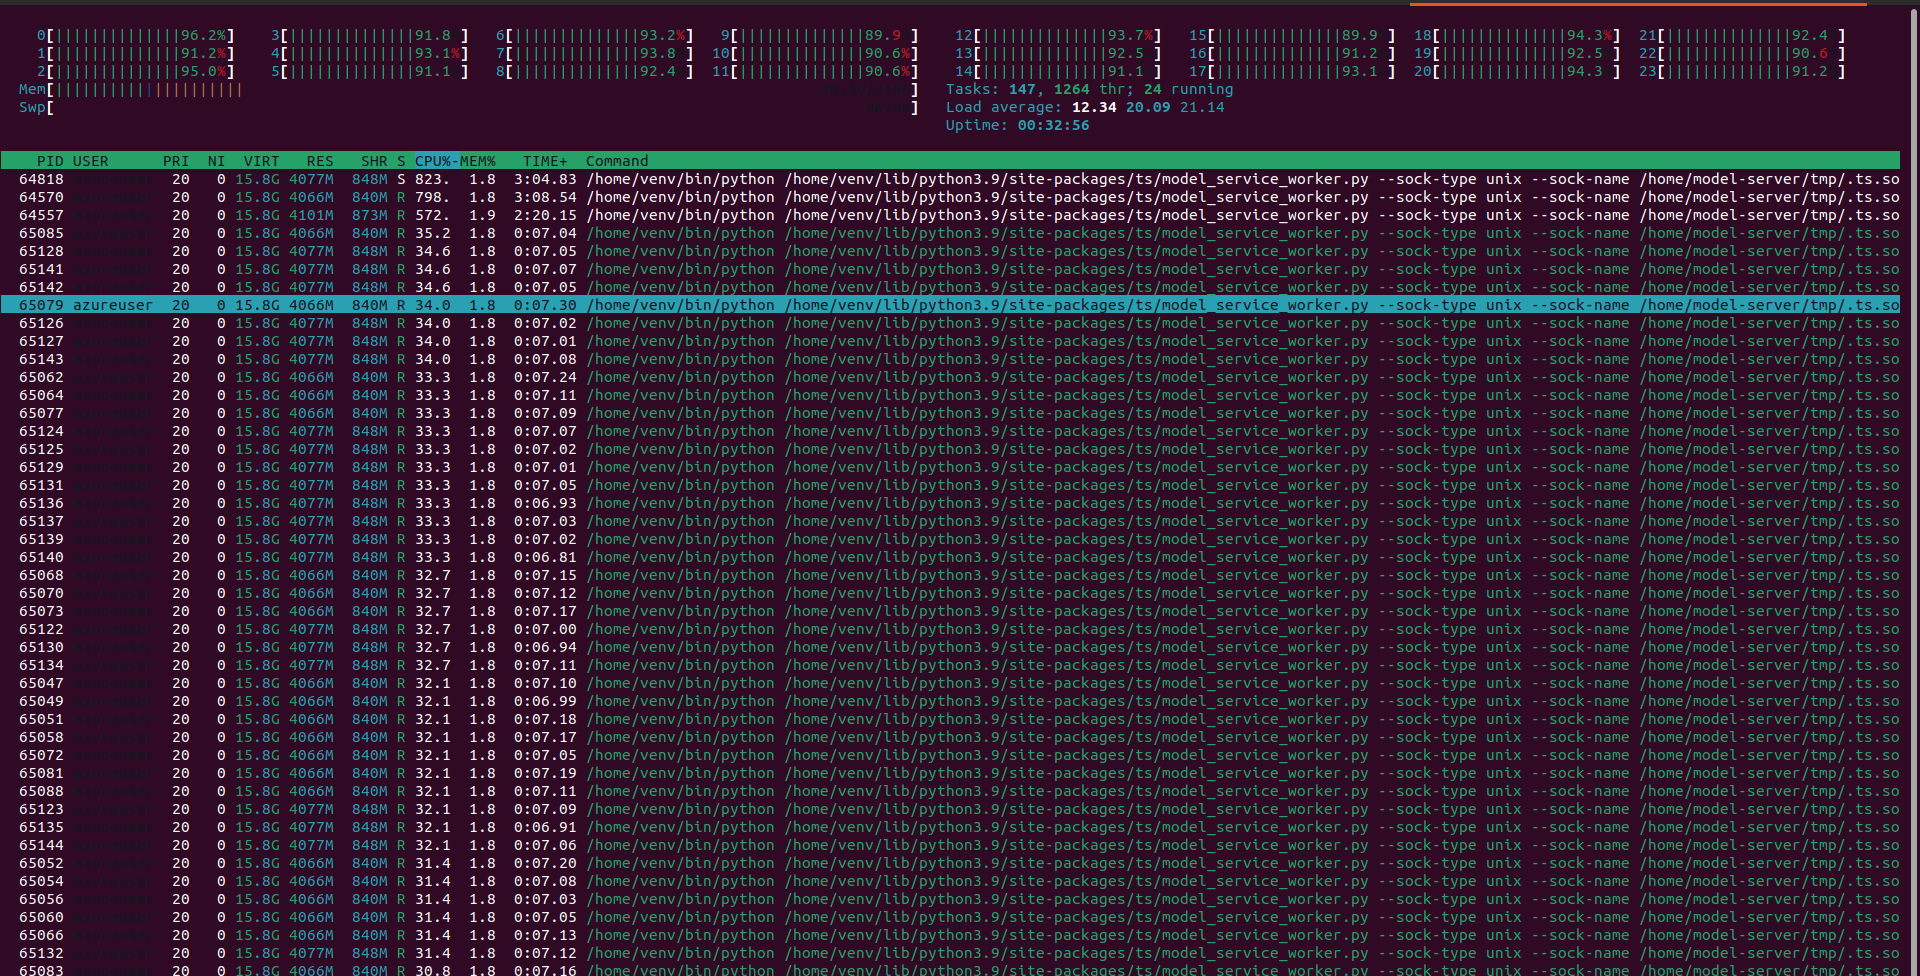 0[||||||||||||||96.2%] 3[||||||||||||||91.8 ] 6[||||||||||||||93.2%] 9[||||||||||||||89.9 ] 12[||||||||||||||93.7%] 15[||||||||||||||89.9 ] 18[||||||||||||||94.3%] 21[||||||||||||||92.4 ]
1[||||||||||||||91.2%] 4[||||||||||||||93.1%] 7[||||||||||||||93.8 ] 10[||||||||||||||90.6%] 13[||||||||||||||92.5 ] 16[||||||||||||||91.2 ] 19[||||||||||||||92.5 ] 22[||||||||||||||90.6 ]
2[||||||||||||||95.0%] 5[||||||||||||||91.1 ] 8[||||||||||||||92.4 ] 11[||||||||||||||90.6%] 14[||||||||||||||91.1 ] 17[||||||||||||||93.1 ] 20[||||||||||||||94.3 ] 23[||||||||||||||91.2 ]
Mem[||||||||||||||||||||| ] Tasks: 147, 1264 thr; 24 running
Swp[ ] Load average: 12.34 20.09 21.14
Uptime: 00:32:56
PID USER PRI NI VIRT RES SHR S CPU%-MEM% TIME+ Command
64818 20 0 15.8G 4077M 848M S 823. 1.8 3:04.83 /home/venv/bin/python /home/venv/lib/python3.9/site-packages/ts/model_service_worker.py --sock-type unix --sock-name /home/model-server/tmp/.ts.so
64570 20 0 15.8G 4066M 840M R 798. 1.8 3:08.54 /home/venv/bin/python /home/venv/lib/python3.9/site-packages/ts/model_service_worker.py --sock-type unix --sock-name /home/model-server/tmp/.ts.so
64557 20 0 15.8G 4101M 873M R 572. 1.9 2:20.15 /home/venv/bin/python /home/venv/lib/python3.9/site-packages/ts/model_service_worker.py --sock-type unix --sock-name /home/model-server/tmp/.ts.so
65085 20 0 15.8G 4066M 840M R 35.2 1.8 0:07.04 /home/venv/bin/python /home/venv/lib/python3.9/site-packages/ts/model_service_worker.py --sock-type unix --sock-name /home/model-server/tmp/.ts.so
65128 20 0 15.8G 4077M 848M R 34.6 1.8 0:07.05 /home/venv/bin/python /home/venv/lib/python3.9/site-packages/ts/model_service_worker.py --sock-type unix --sock-name /home/model-server/tmp/.ts.so
65141 20 0 15.8G 4077M 848M R 34.6 1.8 0:07.07 /home/venv/bin/python /home/venv/lib/python3.9/site-packages/ts/model_service_worker.py --sock-type unix --sock-name /home/model-server/tmp/.ts.so
65142 20 0 15.8G 4077M 848M R 34.6 1.8 0:07.05 /home/venv/bin/python /home/venv/lib/python3.9/site-packages/ts/model_service_worker.py --sock-type unix --sock-name /home/model-server/tmp/.ts.so
65079 azureuser 20 0 15.8G 4066M 840M R 34.0 1.8 0:07.30 /home/venv/bin/python /home/venv/lib/python3.9/site-packages/ts/model_service_worker.py --sock-type unix --sock-name /home/model-server/tmp/.ts.so
65126 20 0 15.8G 4077M 848M R 34.0 1.8 0:07.02 /home/venv/bin/python /home/venv/lib/python3.9/site-packages/ts/model_service_worker.py --sock-type unix --sock-name /home/model-server/tmp/.ts.so
65127 20 0 15.8G 4077M 848M R 34.0 1.8 0:07.01 /home/venv/bin/python /home/venv/lib/python3.9/site-packages/ts/model_service_worker.py --sock-type unix --sock-name /home/model-server/tmp/.ts.so
65143 20 0 15.8G 4077M 848M R 34.0 1.8 0:07.08 /home/venv/bin/python /home/venv/lib/python3.9/site-packages/ts/model_service_worker.py --sock-type unix --sock-name /home/model-server/tmp/.ts.so
65062 20 0 15.8G 4066M 840M R 33.3 1.8 0:07.24 /home/venv/bin/python /home/venv/lib/python3.9/site-packages/ts/model_service_worker.py --sock-type unix --sock-name /home/model-server/tmp/.ts.so
65064 20 0 15.8G 4066M 840M R 33.3 1.8 0:07.11 /home/venv/bin/python /home/venv/lib/python3.9/site-packages/ts/model_service_worker.py --sock-type unix --sock-name /home/model-server/tmp/.ts.so
65077 20 0 15.8G 4066M 840M R 33.3 1.8 0:07.09 /home/venv/bin/python /home/venv/lib/python3.9/site-packages/ts/model_service_worker.py --sock-type unix --sock-name /home/model-server/tmp/.ts.so
65124 20 0 15.8G 4077M 848M R 33.3 1.8 0:07.07 /home/venv/bin/python /home/venv/lib/python3.9/site-packages/ts/model_service_worker.py --sock-type unix --sock-name /home/model-server/tmp/.ts.so
65125 20 0 15.8G 4077M 848M R 33.3 1.8 0:07.02 /home/venv/bin/python /home/venv/lib/python3.9/site-packages/ts/model_service_worker.py --sock-type unix --sock-name /home/model-server/tmp/.ts.so
65129 20 0 15.8G 4077M 848M R 33.3 1.8 0:07.01 /home/venv/bin/python /home/venv/lib/python3.9/site-packages/ts/model_service_worker.py --sock-type unix --sock-name /home/model-server/tmp/.ts.so
65131 20 0 15.8G 4077M 848M R 33.3 1.8 0:07.05 /home/venv/bin/python /home/venv/lib/python3.9/site-packages/ts/model_service_worker.py --sock-type unix --sock-name /home/model-server/tmp/.ts.so
65136 20 0 15.8G 4077M 848M R 33.3 1.8 0:06.93 /home/venv/bin/python /home/venv/lib/python3.9/site-packages/ts/model_service_worker.py --sock-type unix --sock-name /home/model-server/tmp/.ts.so
65137 20 0 15.8G 4077M 848M R 33.3 1.8 0:07.03 /home/venv/bin/python /home/venv/lib/python3.9/site-packages/ts/model_service_worker.py --sock-type unix --sock-name /home/model-server/tmp/.ts.so
65139 20 0 15.8G 4077M 848M R 33.3 1.8 0:07.02 /home/venv/bin/python /home/venv/lib/python3.9/site-packages/ts/model_service_worker.py --sock-type unix --sock-name /home/model-server/tmp/.ts.so
65140 20 0 15.8G 4077M 848M R 33.3 1.8 0:06.81 /home/venv/bin/python /home/venv/lib/python3.9/site-packages/ts/model_service_worker.py --sock-type unix --sock-name /home/model-server/tmp/.ts.so
65068 20 0 15.8G 4066M 840M R 32.7 1.8 0:07.15 /home/venv/bin/python /home/venv/lib/python3.9/site-packages/ts/model_service_worker.py --sock-type unix --sock-name /home/model-server/tmp/.ts.so
65070 20 0 15.8G 4066M 840M R 32.7 1.8 0:07.12 /home/venv/bin/python /home/venv/lib/python3.9/site-packages/ts/model_service_worker.py --sock-type unix --sock-name /home/model-server/tmp/.ts.so
65073 20 0 15.8G 4066M 840M R 32.7 1.8 0:07.17 /home/venv/bin/python /home/venv/lib/python3.9/site-packages/ts/model_service_worker.py --sock-type unix --sock-name /home/model-server/tmp/.ts.so
65122 20 0 15.8G 4077M 848M R 32.7 1.8 0:07.00 /home/venv/bin/python /home/venv/lib/python3.9/site-packages/ts/model_service_worker.py --sock-type unix --sock-name /home/model-server/tmp/.ts.so
65130 20 0 15.8G 4077M 848M R 32.7 1.8 0:06.94 /home/venv/bin/python /home/venv/lib/python3.9/site-packages/ts/model_service_worker.py --sock-type unix --sock-name /home/model-server/tmp/.ts.so
65134 20 0 15.8G 4077M 848M R 32.7 1.8 0:07.11 /home/venv/bin/python /home/venv/lib/python3.9/site-packages/ts/model_service_worker.py --sock-type unix --sock-name /home/model-server/tmp/.ts.so
65047 20 0 15.8G 4066M 840M R 32.1 1.8 0:07.10 /home/venv/bin/python /home/venv/lib/python3.9/site-packages/ts/model_service_worker.py --sock-type unix --sock-name /home/model-server/tmp/.ts.so
65049 20 0 15.8G 4066M 840M R 32.1 1.8 0:06.99 /home/venv/bin/python /home/venv/lib/python3.9/site-packages/ts/model_service_worker.py --sock-type unix --sock-name /home/model-server/tmp/.ts.so
65051 20 0 15.8G 4066M 840M R 32.1 1.8 0:07.18 /home/venv/bin/python /home/venv/lib/python3.9/site-packages/ts/model_service_worker.py --sock-type unix --sock-name /home/model-server/tmp/.ts.so
65058 20 0 15.8G 4066M 840M R 32.1 1.8 0:07.17 /home/venv/bin/python /home/venv/lib/python3.9/site-packages/ts/model_service_worker.py --sock-type unix --sock-name /home/model-server/tmp/.ts.so
65072 20 0 15.8G 4066M 840M R 32.1 1.8 0:07.05 /home/venv/bin/python /home/venv/lib/python3.9/site-packages/ts/model_service_worker.py --sock-type unix --sock-name /home/model-server/tmp/.ts.so
65081 20 0 15.8G 4066M 840M R 32.1 1.8 0:07.19 /home/venv/bin/python /home/venv/lib/python3.9/site-packages/ts/model_service_worker.py --sock-type unix --sock-name /home/model-server/tmp/.ts.so
65088 20 0 15.8G 4066M 840M R 32.1 1.8 0:07.11 /home/venv/bin/python /home/venv/lib/python3.9/site-packages/ts/model_service_worker.py --sock-type unix --sock-name /home/model-server/tmp/.ts.so
65123 20 0 15.8G 4077M 848M R 32.1 1.8 0:07.09 /home/venv/bin/python /home/venv/lib/python3.9/site-packages/ts/model_service_worker.py --sock-type unix --sock-name /home/model-server/tmp/.ts.so
65135 20 0 15.8G 4077M 848M R 32.1 1.8 0:06.91 /home/venv/bin/python /home/venv/lib/python3.9/site-packages/ts/model_service_worker.py --sock-type unix --sock-name /home/model-server/tmp/.ts.so
65144 20 0 15.8G 4077M 848M R 32.1 1.8 0:07.06 /home/venv/bin/python /home/venv/lib/python3.9/site-packages/ts/model_service_worker.py --sock-type unix --sock-name /home/model-server/tmp/.ts.so
65052 20 0 15.8G 4066M 840M R 31.4 1.8 0:07.20 /home/venv/bin/python /home/venv/lib/python3.9/site-packages/ts/model_service_worker.py --sock-type unix --sock-name /home/model-server/tmp/.ts.so
65054 20 0 15.8G 4066M 840M R 31.4 1.8 0:07.08 /home/venv/bin/python /home/venv/lib/python3.9/site-packages/ts/model_service_worker.py --sock-type unix --sock-name /home/model-server/tmp/.ts.so
65056 20 0 15.8G 4066M 840M R 31.4 1.8 0:07.03 /home/venv/bin/python /home/venv/lib/python3.9/site-packages/ts/model_service_worker.py --sock-type unix --sock-name /home/model-server/tmp/.ts.so
65060 20 0 15.8G 4066M 840M R 31.4 1.8 0:07.05 /home/venv/bin/python /home/venv/lib/python3.9/site-packages/ts/model_service_worker.py --sock-type unix --sock-name /home/model-server/tmp/.ts.so
65066 20 0 15.8G 4066M 840M R 31.4 1.8 0:07.13 /home/venv/bin/python /home/venv/lib/python3.9/site-packages/ts/model_service_worker.py --sock-type unix --sock-name /home/model-server/tmp/.ts.so
65132 20 0 15.8G 4077M 848M R 31.4 1.8 0:07.12 /home/venv/bin/python /home/venv/lib/python3.9/site-packages/ts/model_service_worker.py --sock-type unix --sock-name /home/model-server/tmp/.ts.so
65083 20 0 15.8G 4066M 840M R 30.8 1.8 0:07.16 /home/venv/bin/python /home/venv/lib/python3.9/site-packages/ts/model_service_worker.py --sock-type unix --sock-name /home/model-server/tmp/.ts.so